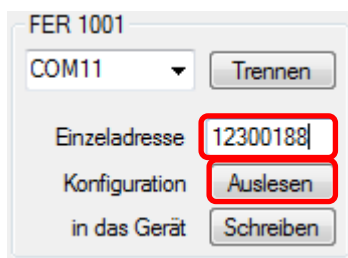 FER 1001
COM11 Trennen
Einzeladresse 12300188
Konfiguration Auslesen
in das Gerät Schreiben